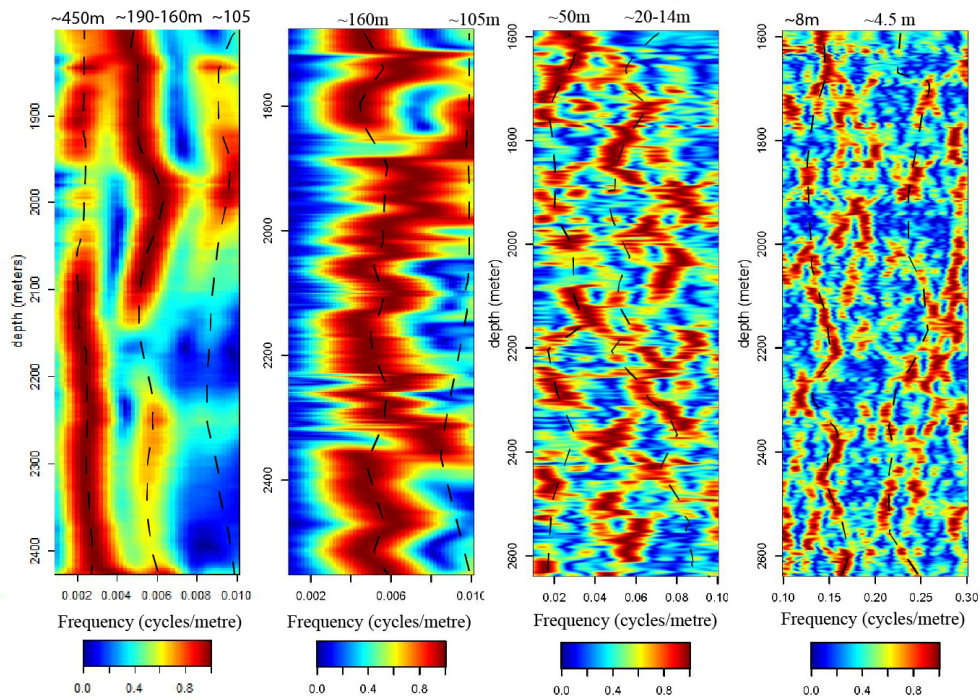 ~450m ~190-160m ~105
~160m ~105m
~50m ~20-14m
~8m ~4.5 m
depth (meters)
1900
2000
2100
2200
2300
2400
0.002 0.004 0.006 0.008 0.010
Frequency (cycles/metre)
0.0 0.4 0.8
1800
2000
2200
2400
0.002 0.006 0.010
Frequency (cycles/metre)
0.0 0.4 0.8
depth (meter)
1600
1800
2000
2200
2400
2600
0.02 0.04 0.06 0.08 0.10
Frequency (cycles/metre)
0.0 0.4 0.8
depth (meter)
1600
1800
2000
2200
2400
2600
0.10 0.15 0.20 0.25 0.30
Frequency (cycles/metre)
0.0 0.4 0.8